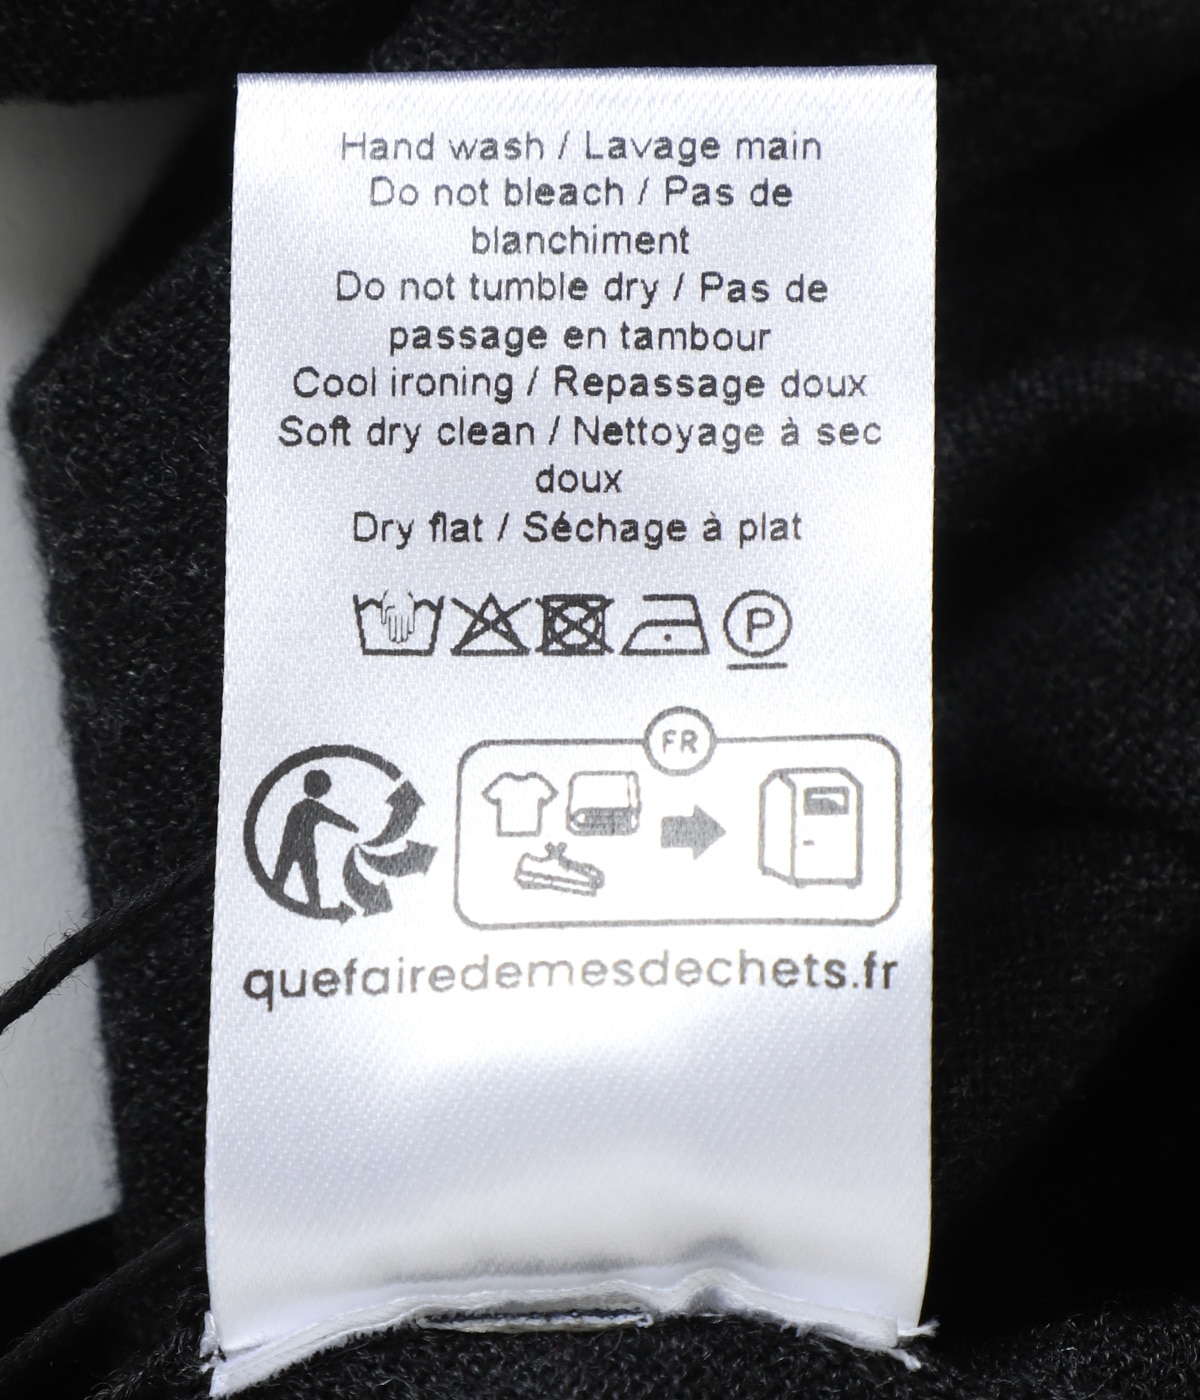 Hand wash / Lavage main
Do not bleach / Pas de
blanchiment
Do not tumble dry / Pas de
passage en tambour
Cool ironing / Repassage doux
Soft dry clean / Nettoyage à sec
doux
Dry flat / Séchage à plat
P
FR
quefairedemesdechets.fr